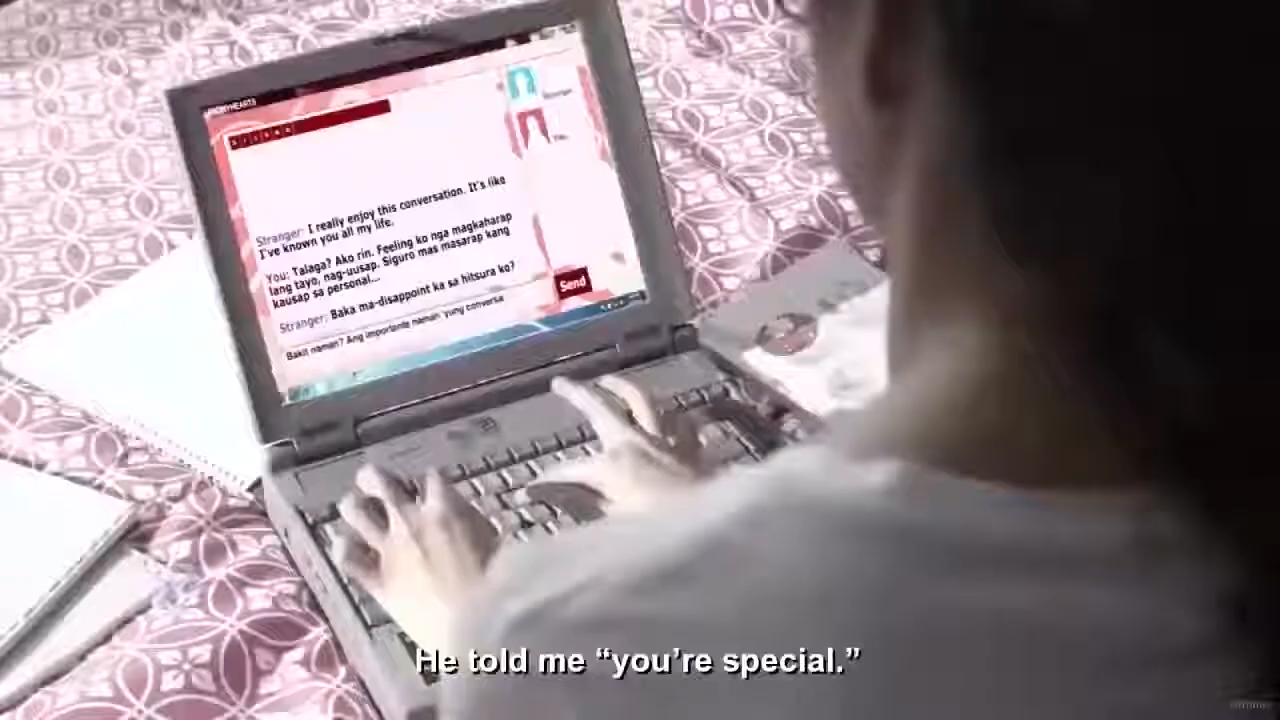 Stranger: I really enjoy this conversation. It's like
I've known you all my life.
You: Talaga? Ako rin. Feeling ko nga magkaharap
lang tayo, nag-uusap. Siguro mas masarap kang
kausap sa personal...
Stranger: Baka ma-disappoint ka sa hitsura ko?
Bakit naman? Ang importante naman 'yung conversa
Send
He told me “you’re special.”